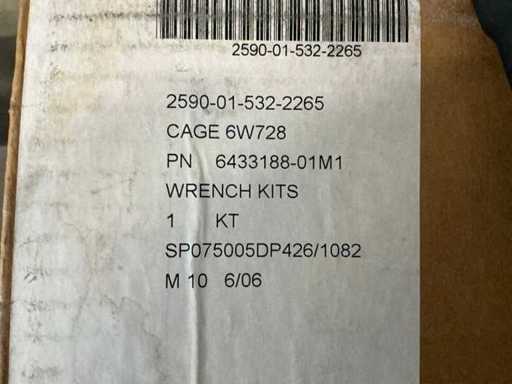 2590-01-532-2265
2590-01-532-2265
CAGE 6W728
PN 6433188-01M1
WRENCH KITS
1 KT
SP075005DP426/1082
M 10 6/06